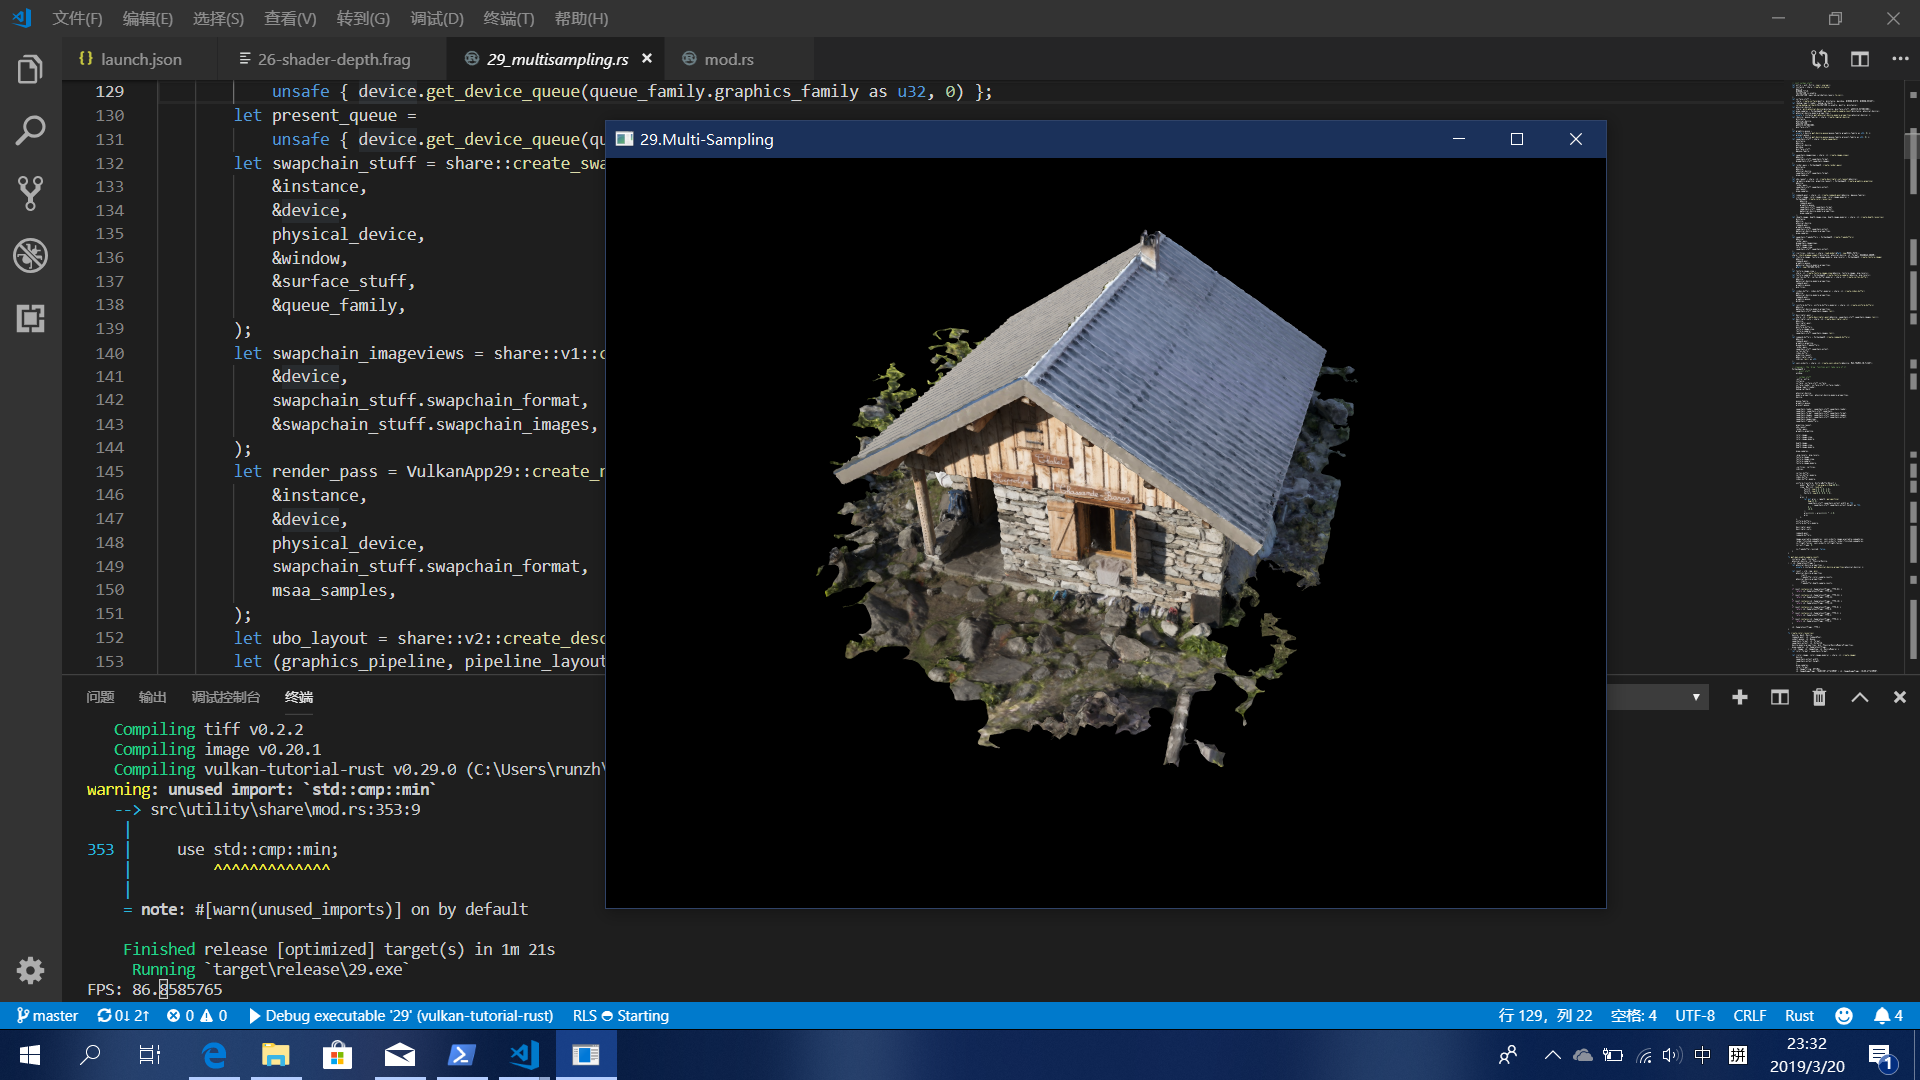 文件(F) 编辑(E) 选择(S) 查看(V) 转到(G) 调试(D) 终端(T) 帮助(H)
{} launch.json 26-shader-depth.frag 29_multisampling.rs mod.rs
129 unsafe { device.get_device_queue(queue_family.graphics_family as u32, 0) };
130 let present_queue =
131 unsafe { device.get_device_queue(qu
132 let swapchain_stuff = share::create_swa
133 &instance,
134 &device,
135 physical_device,
136 &window,
137 &surface_stuff,
138 &queue_family,
139 );
140 let swapchain_imageviews = share::v1::c
141 &device,
142 swapchain_stuff.swapchain_format,
143 &swapchain_stuff.swapchain_images,
144 );
145 let render_pass = VulkanApp29::create_r
146 &instance,
147 &device,
148 physical_device,
149 swapchain_stuff.swapchain_format,
150 msaa_samples,
151 );
152 let ubo_layout = share::v2::create_desc
153 let (graphics_pipeline, pipeline_layout
29.Multi-Sampling
问题 输出 调试控制台 终端
Compiling tiff v0.2.2
Compiling image v0.20.1
Compiling vulkan-tutorial-rust v0.29.0 (C:\Users\runzh\
warning: unused import: `std::cmp::min`
--> src\utility\share\mod.rs:353:9
|
353 | use std::cmp::min;
| ^^^^^^^^^^^^^
|
= note: #[warn(unused_imports)] on by default
Finished release [optimized] target(s) in 1m 21s
Running `target\release\29.exe`
FPS: 86.8585765
master 0↓ 2↑ 0 0 Debug executable '29' (vulkan-tutorial-rust) RLS Starting
行 129，列 22 空格: 4 UTF-8 CRLF Rust 4
中 拼 23:32
2019/3/20 1